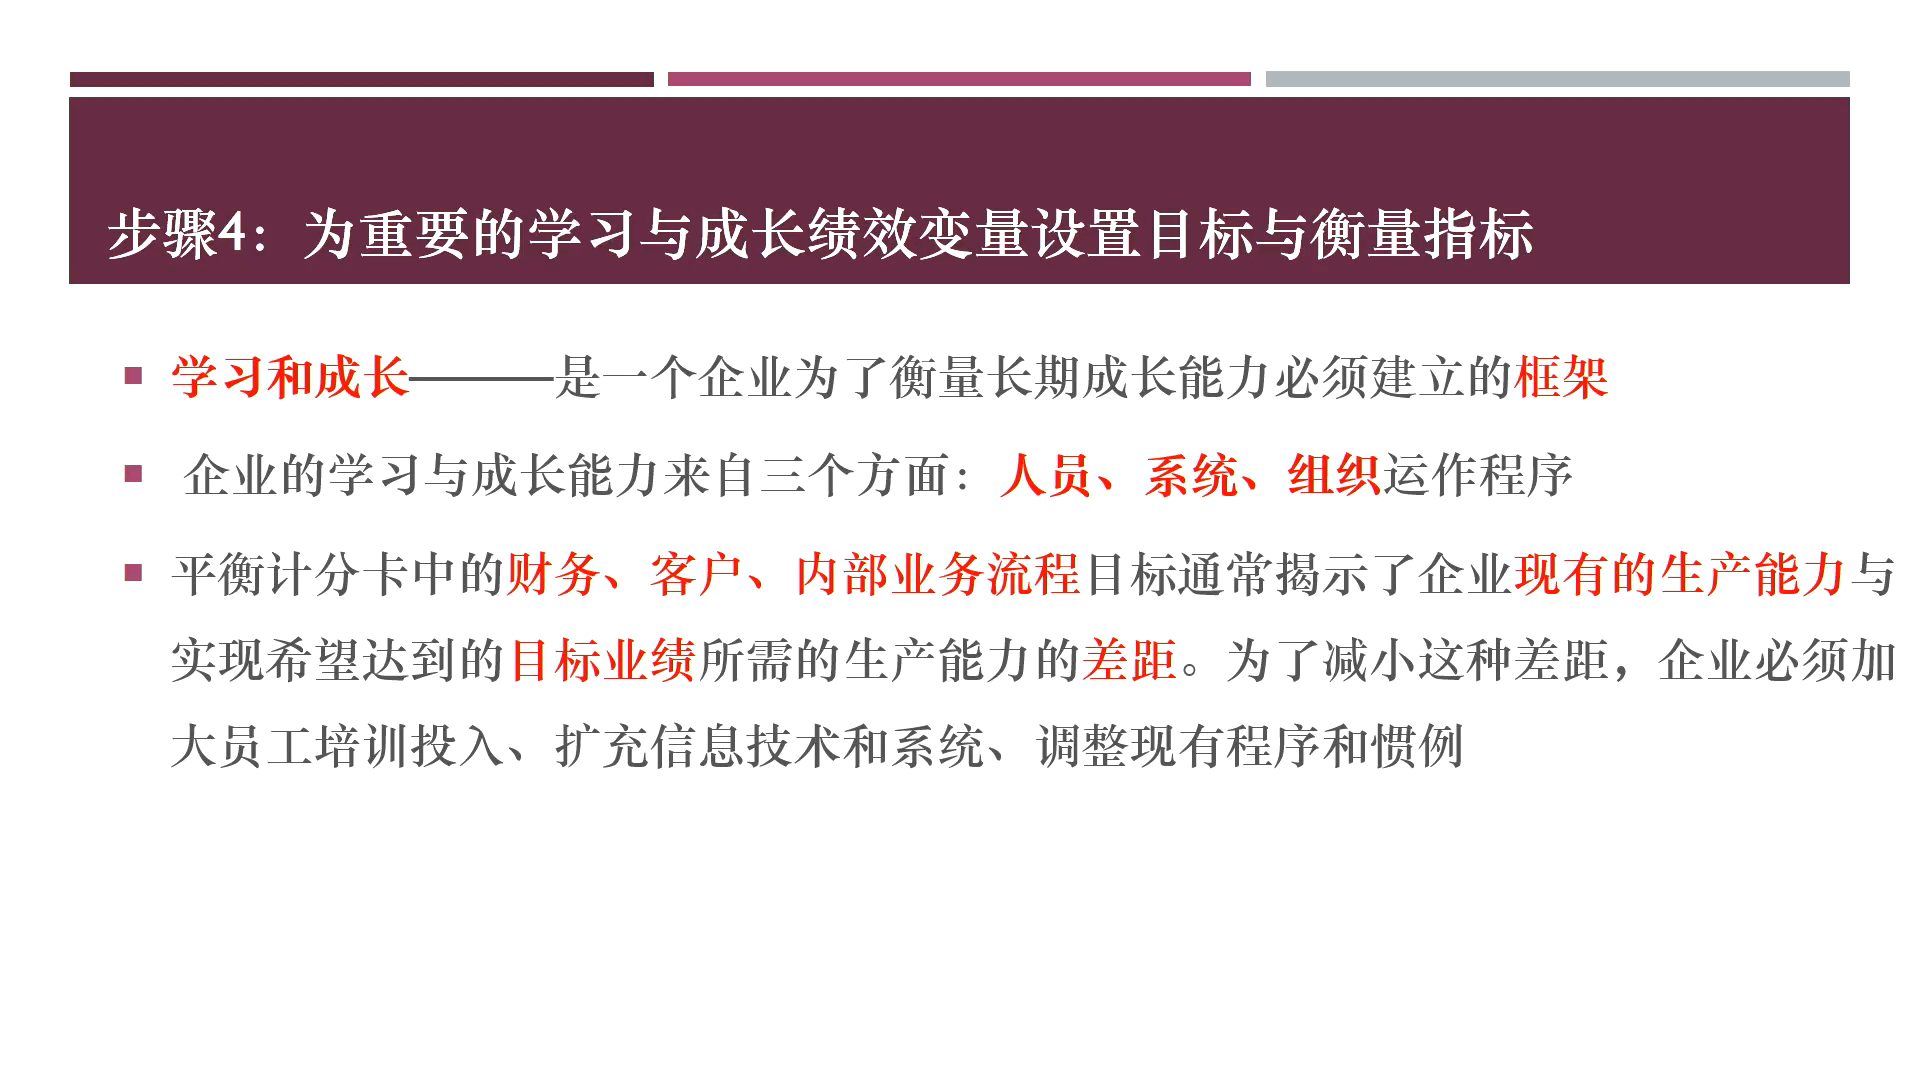 步骤4：为重要的学习与成长绩效变量设置目标与衡量指标
学习和成长———是一个企业为了衡量长期成长能力必须建立的框架
企业的学习与成长能力来自三个方面：人员、系统、组织运作程序
平衡计分卡中的财务、客户、内部业务流程目标通常揭示了企业现有的生产能力与
实现希望达到的目标业绩所需的生产能力的差距。为了减小这种差距，企业必须加
大员工培训投入、扩充信息技术和系统、调整现有程序和惯例